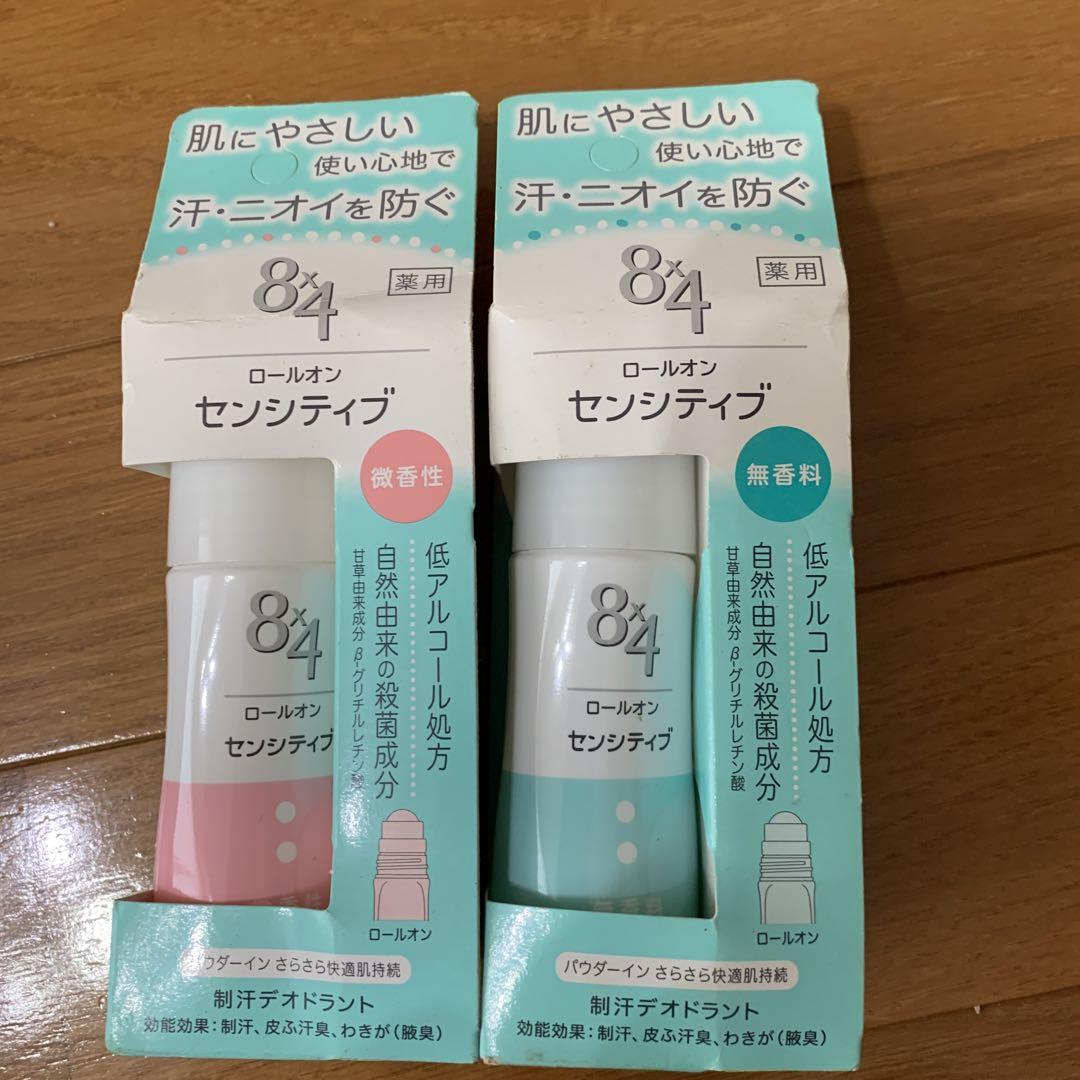 肌にやさしい
使い心地で
汗・ニオイを防ぐ
8x4
薬用
ロールオン
センシティブ
微香性
低アルコール処方
自然由来の殺菌成分
甘草由来成分 β-グリチルレチン酸
8x4
ロールオン
センシティブ
ロールオン
パウダーイン さらさら快適肌持続
制汗デオドラント
効能効果：制汗、皮ふ汗臭、わきが（腋臭）
肌にやさしい
使い心地で
汗・ニオイを防ぐ
8x4
薬用
ロールオン
センシティブ
無香料
低アルコール処方
自然由来の殺菌成分
甘草由来成分 β-グリチルレチン酸
8x4
ロールオン
センシティブ
無香料
ロールオン
パウダーイン さらさら快適肌持続
制汗デオドラント
効能効果：制汗、皮ふ汗臭、わきが（腋臭）